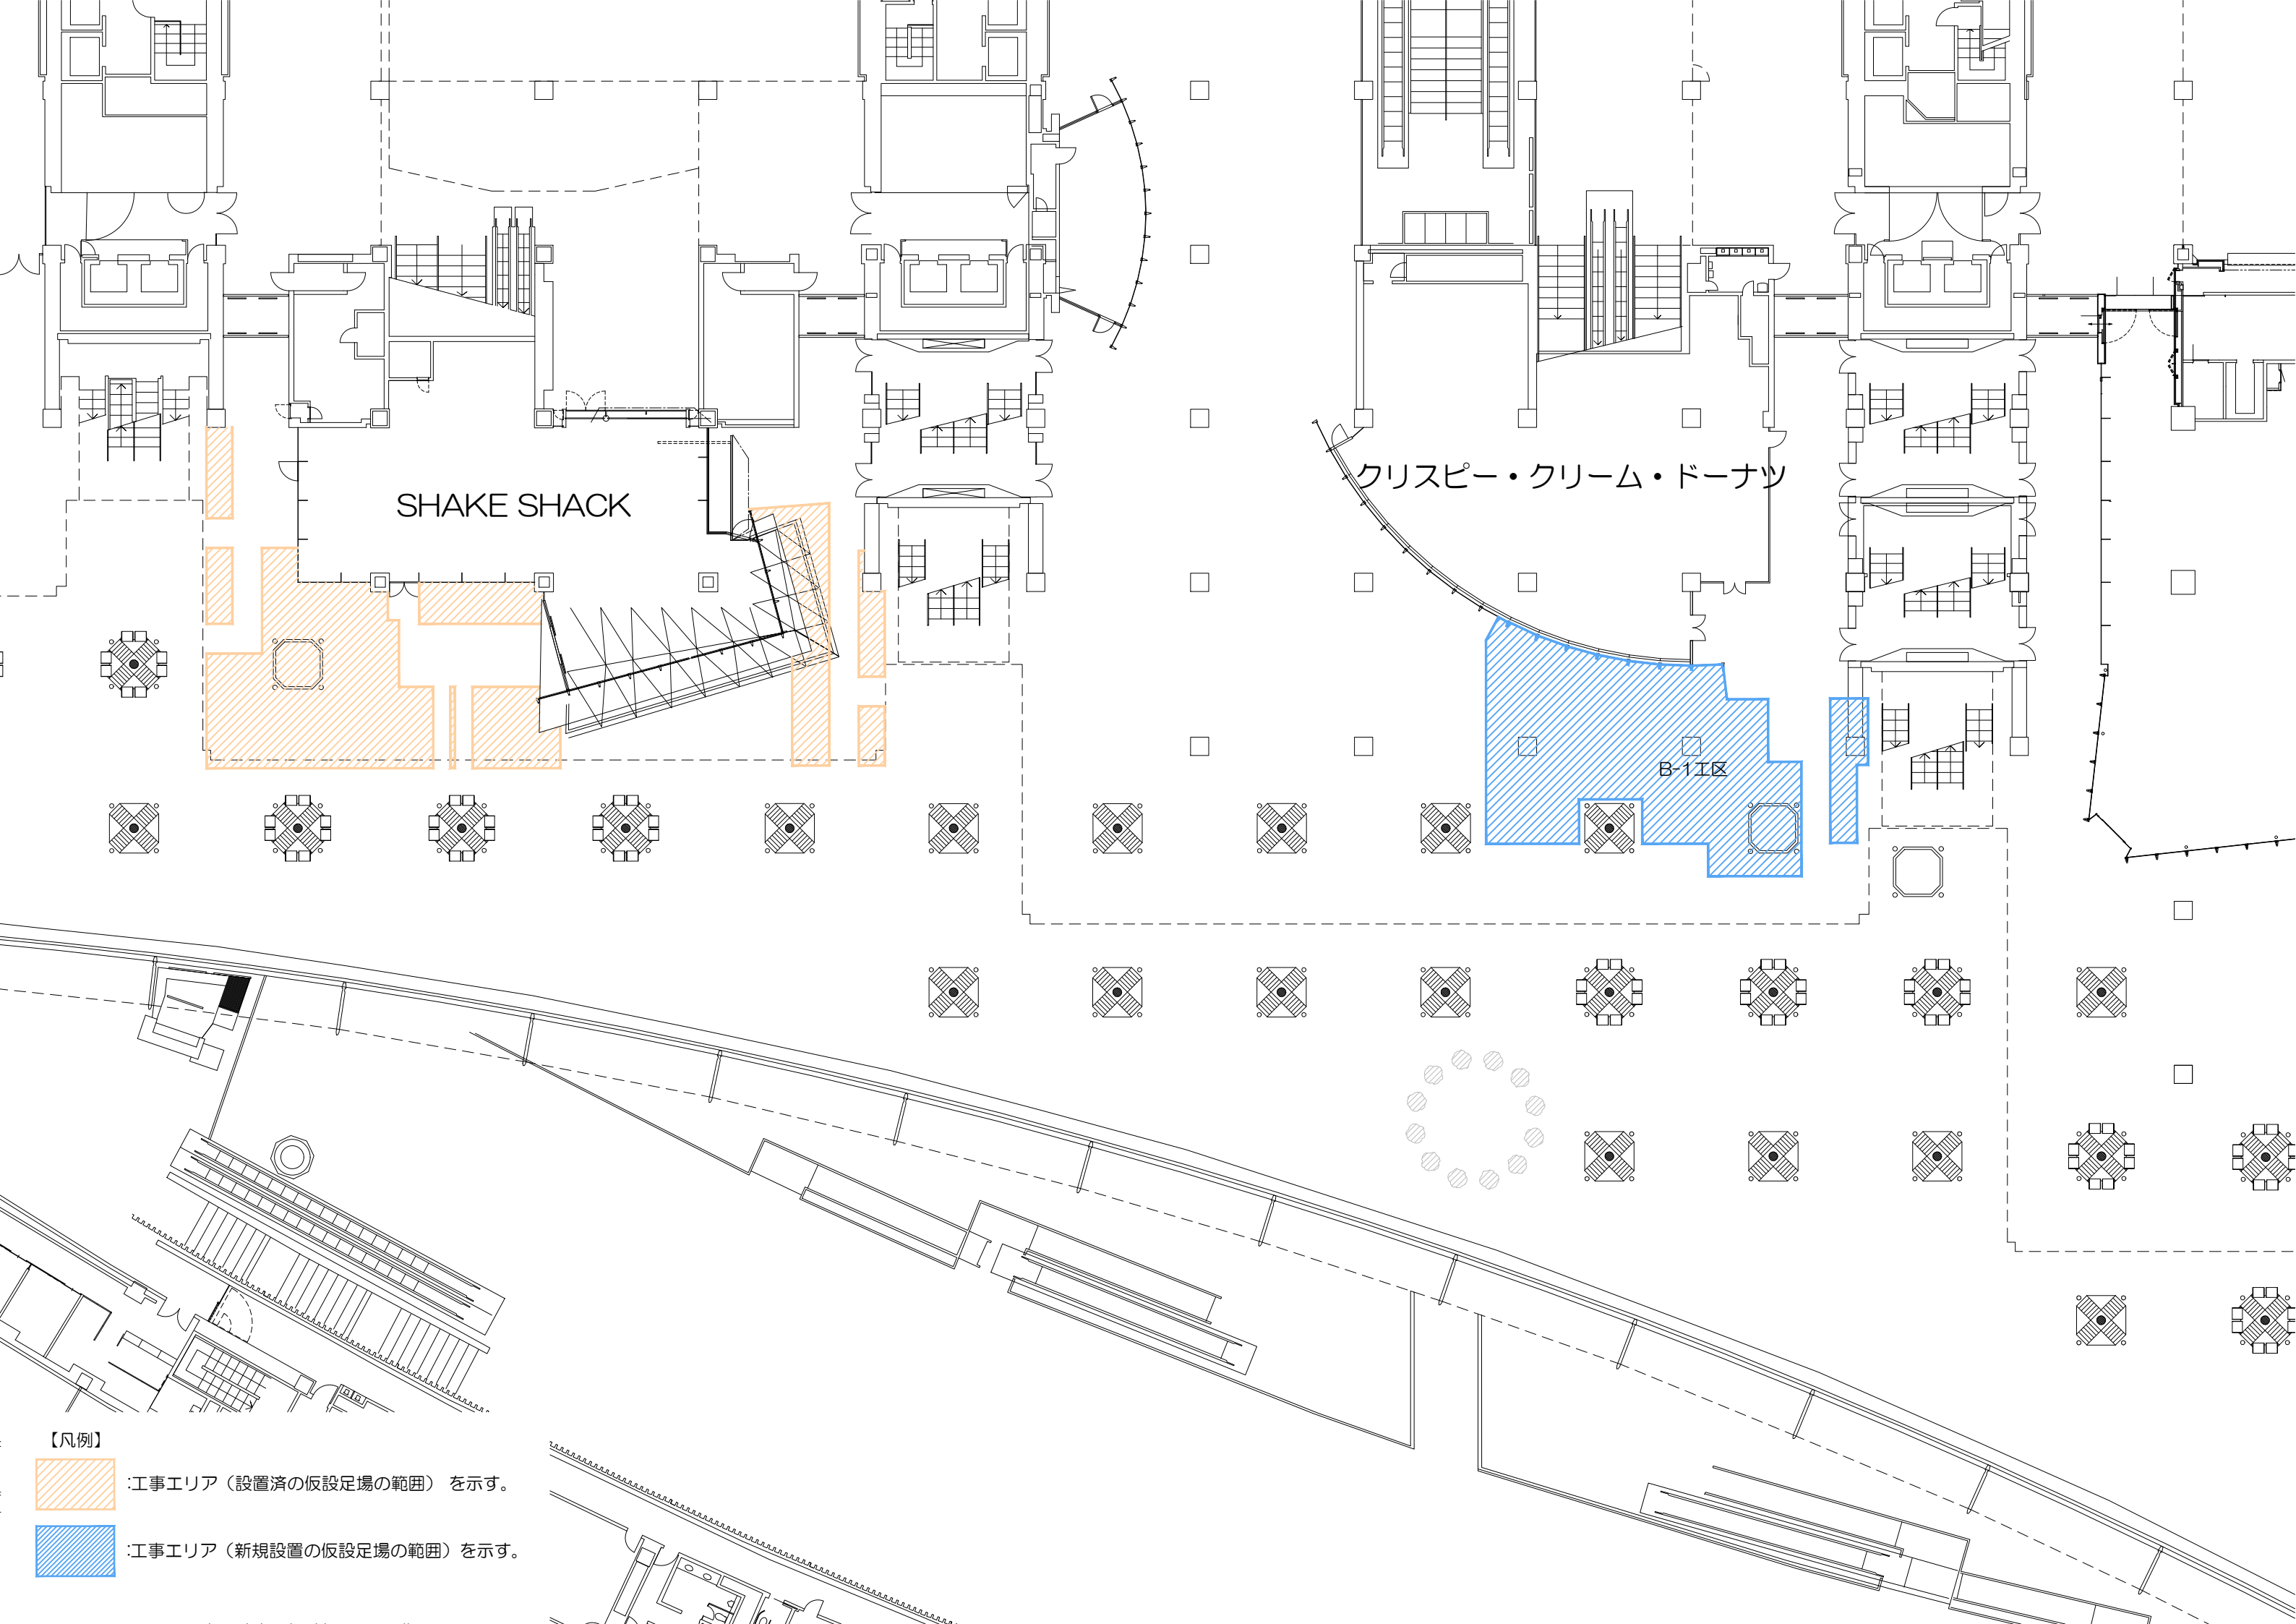 SHAKE SHACK
クリスピー・クリーム・ドーナツ
B-1工区
【凡例】
:工事エリア（設置済の仮設足場の範囲） を示す。
:工事エリア（新規設置の仮設足場の範囲）を示す。